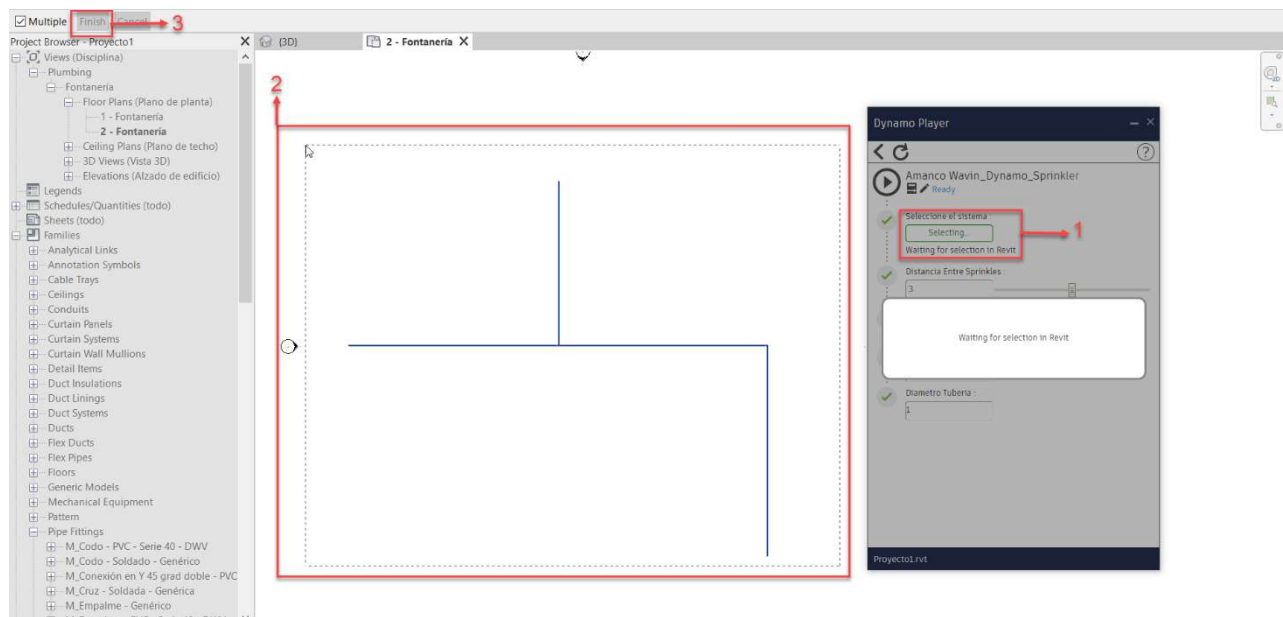 Multiple Finish Cancel 3
Project Browser - Proyecto1
Views (Disciplina)
Plumbing
Fontanería
Floor Plans (Plano de planta)
1 - Fontanería
2 - Fontanería
Ceiling Plans (Plano de techo)
3D Views (Vista 3D)
Elevations (Alzado de edificio)
Legends
Schedules/Quantities (todo)
Sheets (todo)
Families
Analytical Links
Annotation Symbols
Cable Trays
Ceilings
Conduits
Curtain Panels
Curtain Systems
Curtain Wall Mullions
Detail Items
Duct Insulations
Duct Linings
Duct Systems
Ducts
Flex Ducts
Flex Pipes
Floors
Generic Models
Mechanical Equipment
Pattern
Pipe Fittings
M_Codo - PVC - Serie 40 - DWV
M_Codo - Soldado - Genérico
M_Conexión en Y 45 grad doble - PVC
M_Cruz - Soldada - Genérica
M_Empalme - Genérico
{3D}
2 - Fontanería
2
Dynamo Player
Amanco Wavin_Dynamo_Sprinkler
Ready
Seleccione el sistema :
Selecting...
1
Waiting for selection in Revit
Distancia Entre Sprinkles :
3
Waiting for selection in Revit
Diametro Tuberia :
1
Proyecto1.rvt